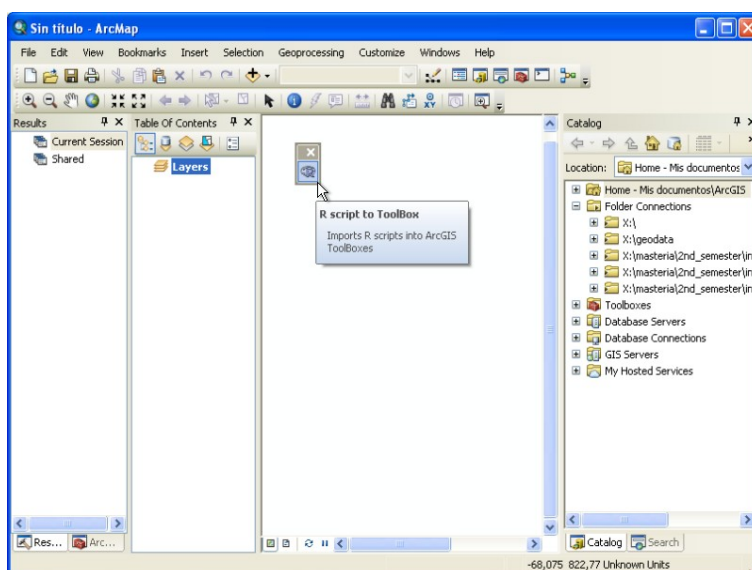 Sin título - ArcMap
File Edit View Bookmarks Insert Selection Geoprocessing Customize Windows Help
Results
Current Session
Shared
Table Of Contents
Layers
R script to ToolBox
Imports R scripts into ArcGIS
ToolBoxes
Catalog
Location: Home - Mis documentos
Home - Mis documentos\ArcGIS
Folder Connections
X:\
X:\geodata
X:\masteria\2nd_semester\in
X:\masteria\2nd_semester\in
X:\masteria\2nd_semester\in
Toolboxes
Database Servers
Database Connections
GIS Servers
My Hosted Services
Res... Arc...
Catalog Search
-68,075 822,77 Unknown Units